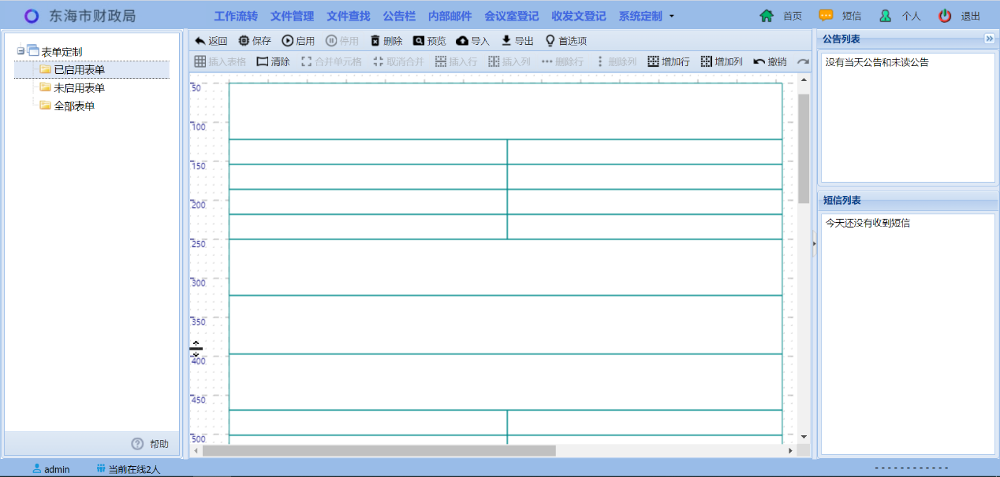 东海市财政局 工作流转 文件管理 文件查找 公告栏 内部邮件 会议室登记 收发文登记 系统定制 首页 短信 个人 退出
表单定制
已启用表单
未启用表单
全部表单
帮助
返回 保存 启用 停用 删除 预览 导入 导出 首选项
插入表格 清除 合并单元格 取消合并 插入行 插入列 删除行 删除列 增加行 增加列 撤销
50
100
150
200
250
300
350
400
450
500
公告列表
没有当天公告和未读公告
短信列表
今天还没有收到短信
admin 当前在线2人 - - - - - - - - - - - -